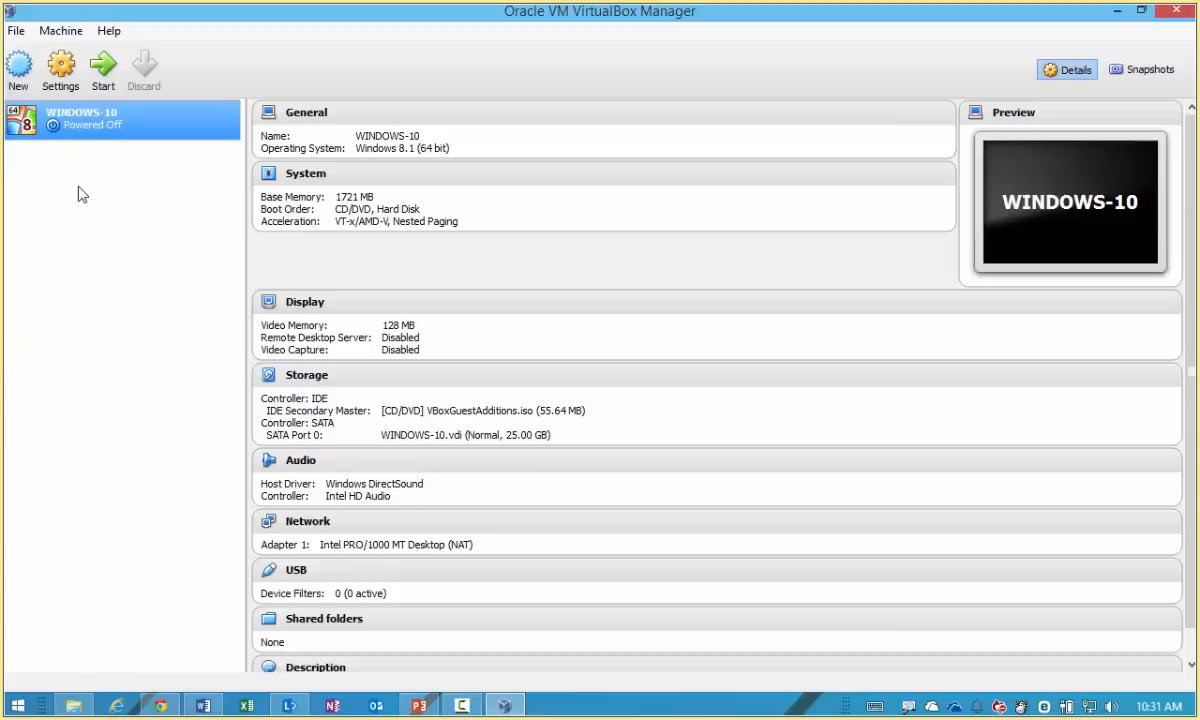 Oracle VM VirtualBox Manager
File Machine Help
New Settings Start Discard
Details Snapshots
64
8
WINDOWS-10
Powered Off
General
Name: WINDOWS-10
Operating System: Windows 8.1 (64 bit)
System
Base Memory: 1721 MB
Boot Order: CD/DVD, Hard Disk
Acceleration: VT-x/AMD-V, Nested Paging
Preview
WINDOWS-10
Display
Video Memory: 128 MB
Remote Desktop Server: Disabled
Video Capture: Disabled
Storage
Controller: IDE
IDE Secondary Master: [CD/DVD] VBoxGuestAdditions.iso (55.64 MB)
Controller: SATA
SATA Port 0: WINDOWS-10.vdi (Normal, 25.00 GB)
Audio
Host Driver: Windows DirectSound
Controller: Intel HD Audio
Network
Adapter 1: Intel PRO/1000 MT Desktop (NAT)
USB
Device Filters: 0 (0 active)
Shared folders
None
Description
10:31 AM